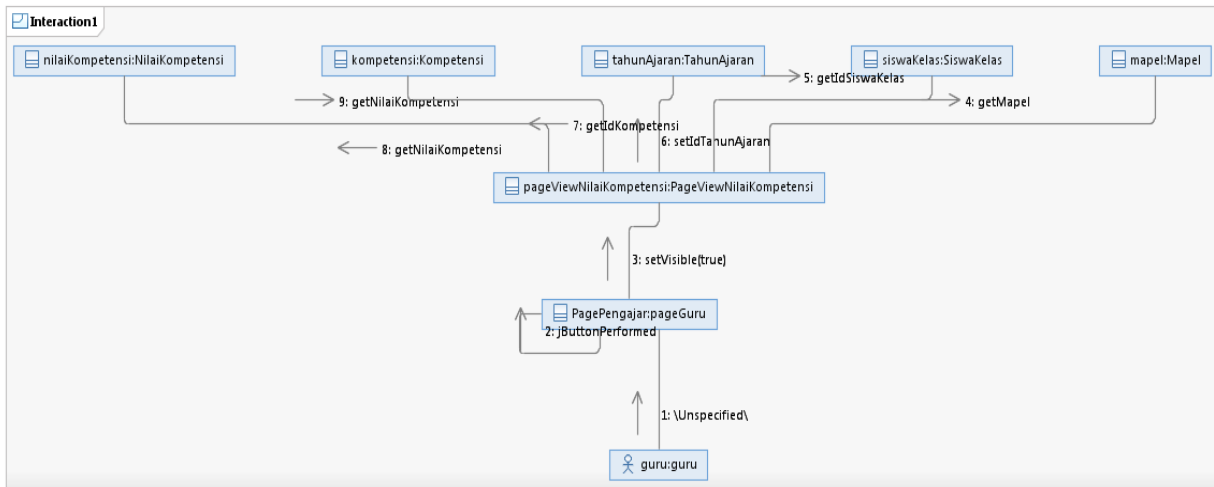 Interaction1
nilaiKompetensi:NilaiKompetensi
kompetensi:Kompetensi
tahunAjaran:TahunAjaran
siswaKelas:SiswaKelas
mapel:Mapel
5: getIdSiswaKelas
9: getNilaiKompetensi
4: getMapel
7: getIdKompetensi
6: setIdTahunAjaran
8: getNilaiKompetensi
pageViewNilaiKompetensi:PageViewNilaiKompetensi
3: setVisible(true)
PagePengajar:pageGuru
2: jButtonPerformed
1: \Unspecified\
guru:guru